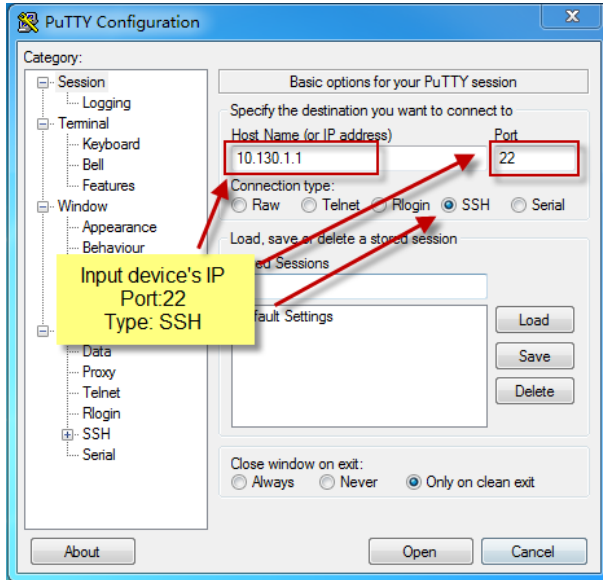 PuTTY Configuration
Category:
Session
Logging
Terminal
Keyboard
Bell
Features
Window
Appearance
Behaviour
Data
Proxy
Telnet
Rlogin
SSH
Serial
Basic options for your PuTTY session
Specify the destination you want to connect to
Host Name (or IP address) Port
10.130.1.1 22
Connection type:
Raw Telnet Rlogin SSH Serial
Load, save or delete a stored session
Sessions
Input device's IP
Port:22
Type: SSH
Settings
Load
Save
Delete
Close window on exit:
Always Never Only on clean exit
About Open Cancel